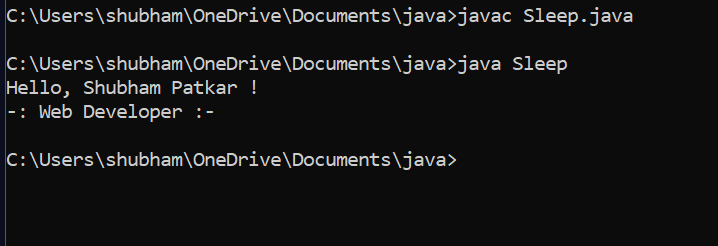 C:\Users\shubham\OneDrive\Documents\java>javac Sleep.java
C:\Users\shubham\OneDrive\Documents\java>java Sleep
Hello, Shubham Patkar !
-: Web Developer :-
C:\Users\shubham\OneDrive\Documents\java>